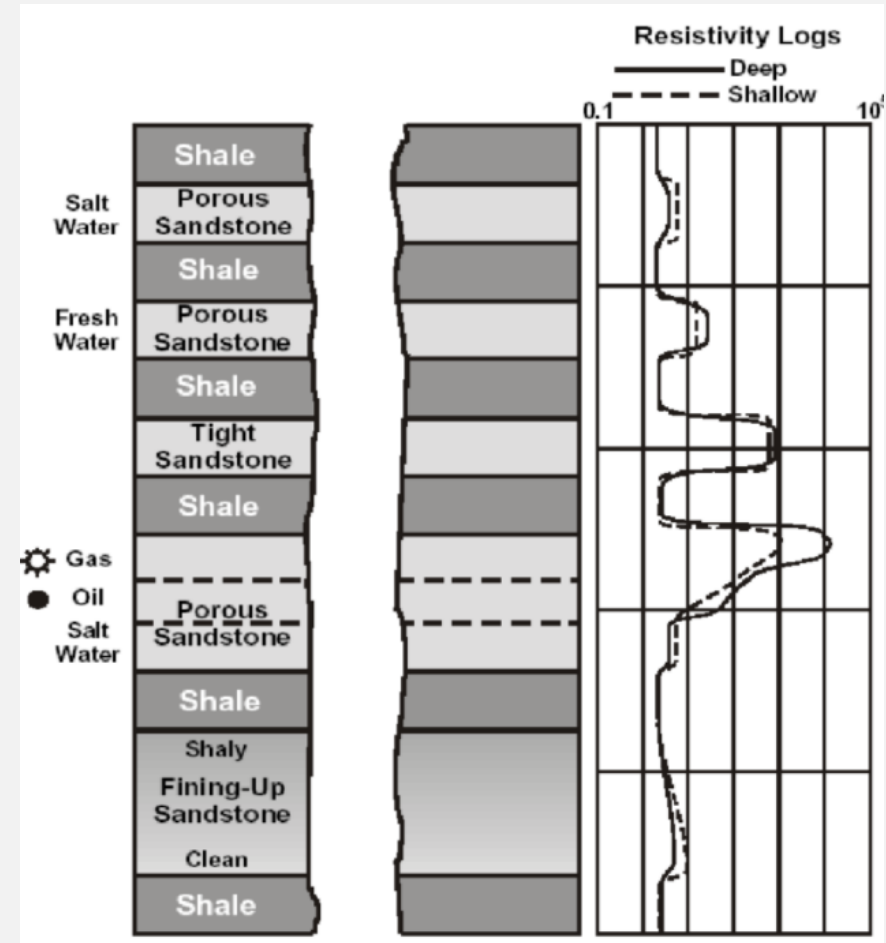 Resistivity Logs
Deep
Shallow
0.1
10
Shale
Salt
Water
Porous
Sandstone
Shale
Fresh
Water
Porous
Sandstone
Shale
Tight
Sandstone
Shale
Gas
Oil
Salt
Water
Porous
Sandstone
Shale
Shaly
Fining-Up
Sandstone
Clean
Shale